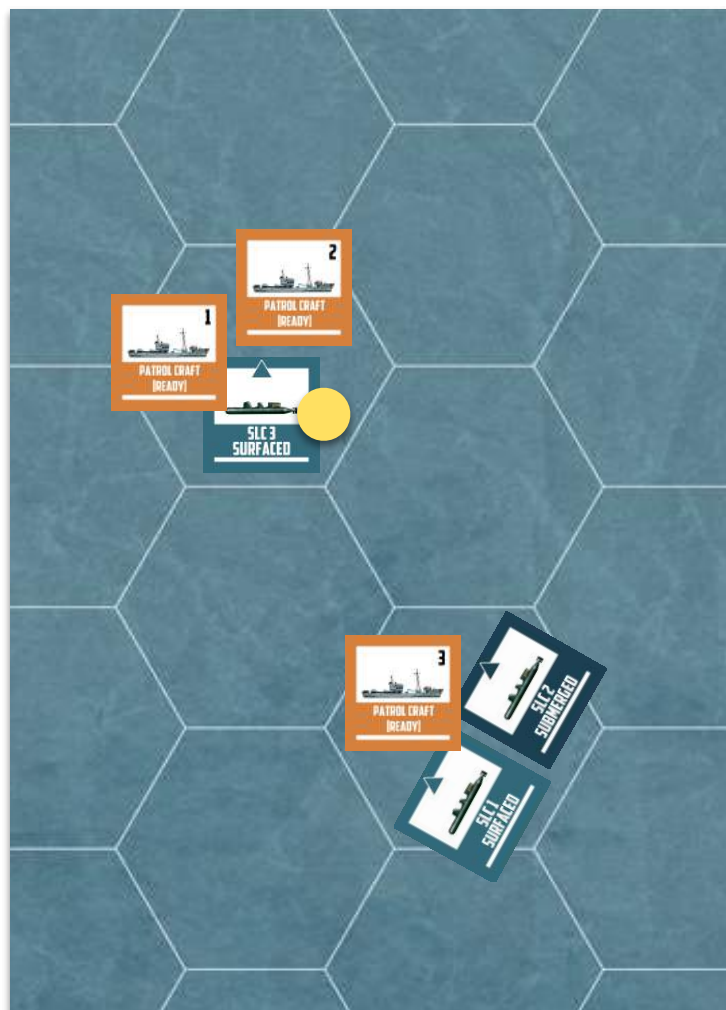 2
PATROL CRAFT
[READY]
1
PATROL CRAFT
[READY]
SLC 3
SURFACED
3
PATROL CRAFT
[READY]
SLC 2
SUBMERGED
SLC 1
SURFACED